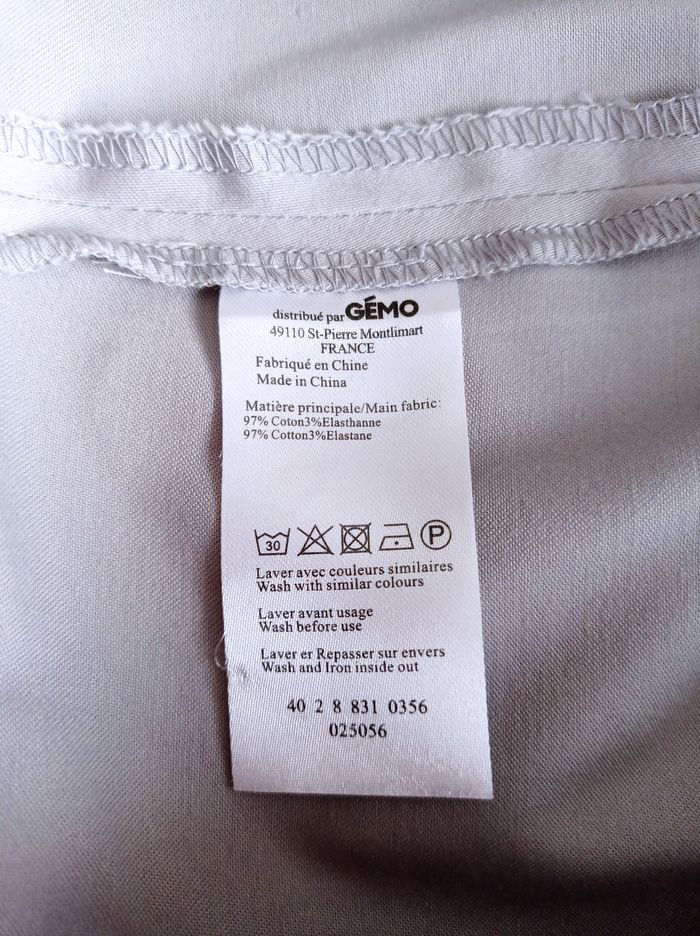 distribué par GÉMO
49110 St-Pierre Montlimart
FRANCE
Fabriqué en Chine
Made in China
Matière principale/Main fabric:
97% Coton3%Elasthanne
97% Cotton3%Elastane
30 P
Laver avec couleurs similaires
Wash with similar colours
Laver avant usage
Wash before use
Laver er Repasser sur envers
Wash and Iron inside out
40 2 8 831 0356
025056